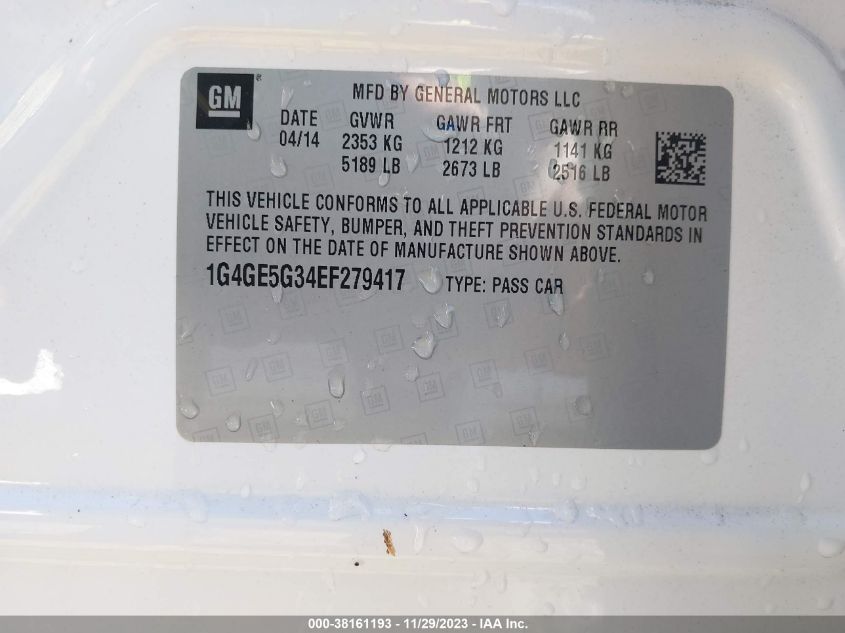 GM
MFD BY GENERAL MOTORS LLC
DATE GVWR GAWR FRT GAWR RR
04/14 2353 KG 1212 KG 1141 KG
5189 LB 2673 LB 2516 LB
THIS VEHICLE CONFORMS TO ALL APPLICABLE U.S. FEDERAL MOTOR
VEHICLE SAFETY, BUMPER, AND THEFT PREVENTION STANDARDS IN
EFFECT ON THE DATE OF MANUFACTURE SHOWN ABOVE.
1G4GE5G34EF279417 TYPE: PASS CAR
000-38161193 - 11/29/2023 - IAA Inc.